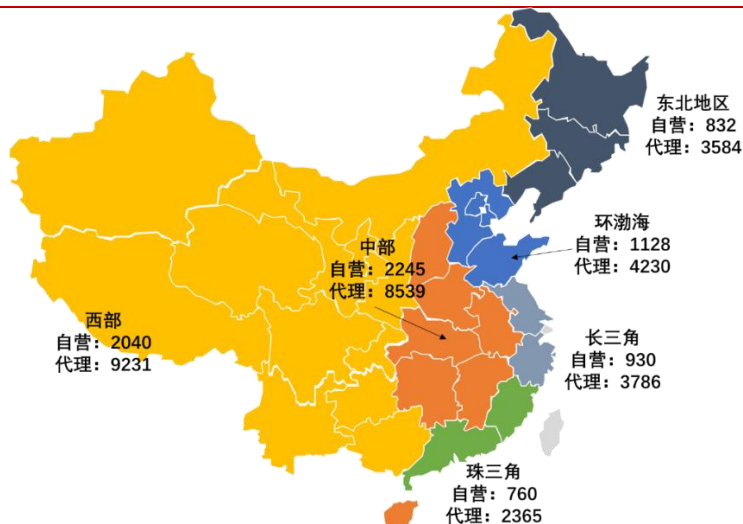 东北地区
自营：832
代理：3584
环渤海
自营：1128
代理：4230
中部
自营：2245
代理：8539
西部
自营：2040
代理：9231
长三角
自营：930
代理：3786
珠三角
自营：760
代理：2365